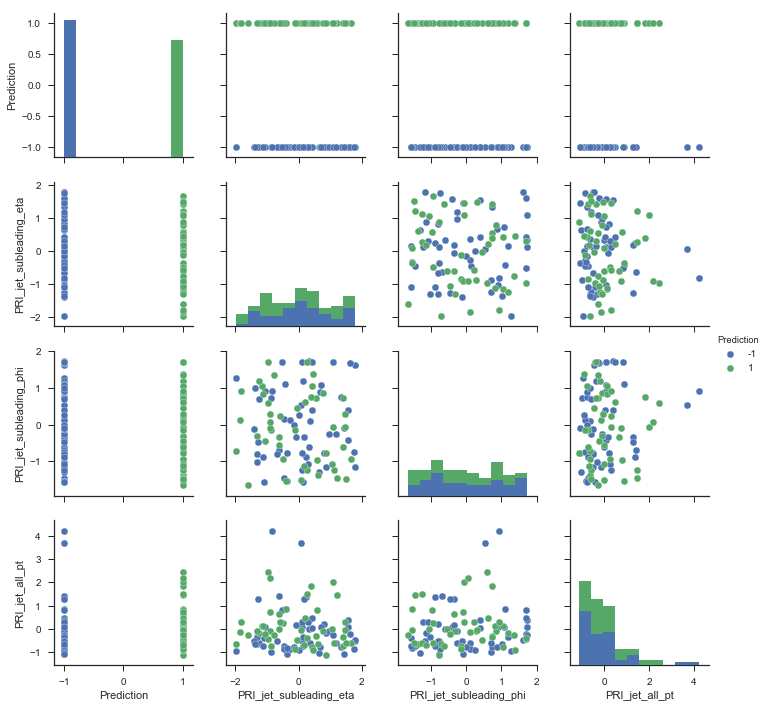 1.0
0.5
0.0
−0.5
−1.0
Prediction
2
1
0
−1
−2
PRI_jet_subleading_eta
2
1
0
−1
PRI_jet_subleading_phi
Prediction
-1
1
4
3
2
1
0
−1
PRI_jet_all_pt
−1 0 1
Prediction
−2 0 2
PRI_jet_subleading_eta
−1 0 1 2
PRI_jet_subleading_phi
0 2 4
PRI_jet_all_pt